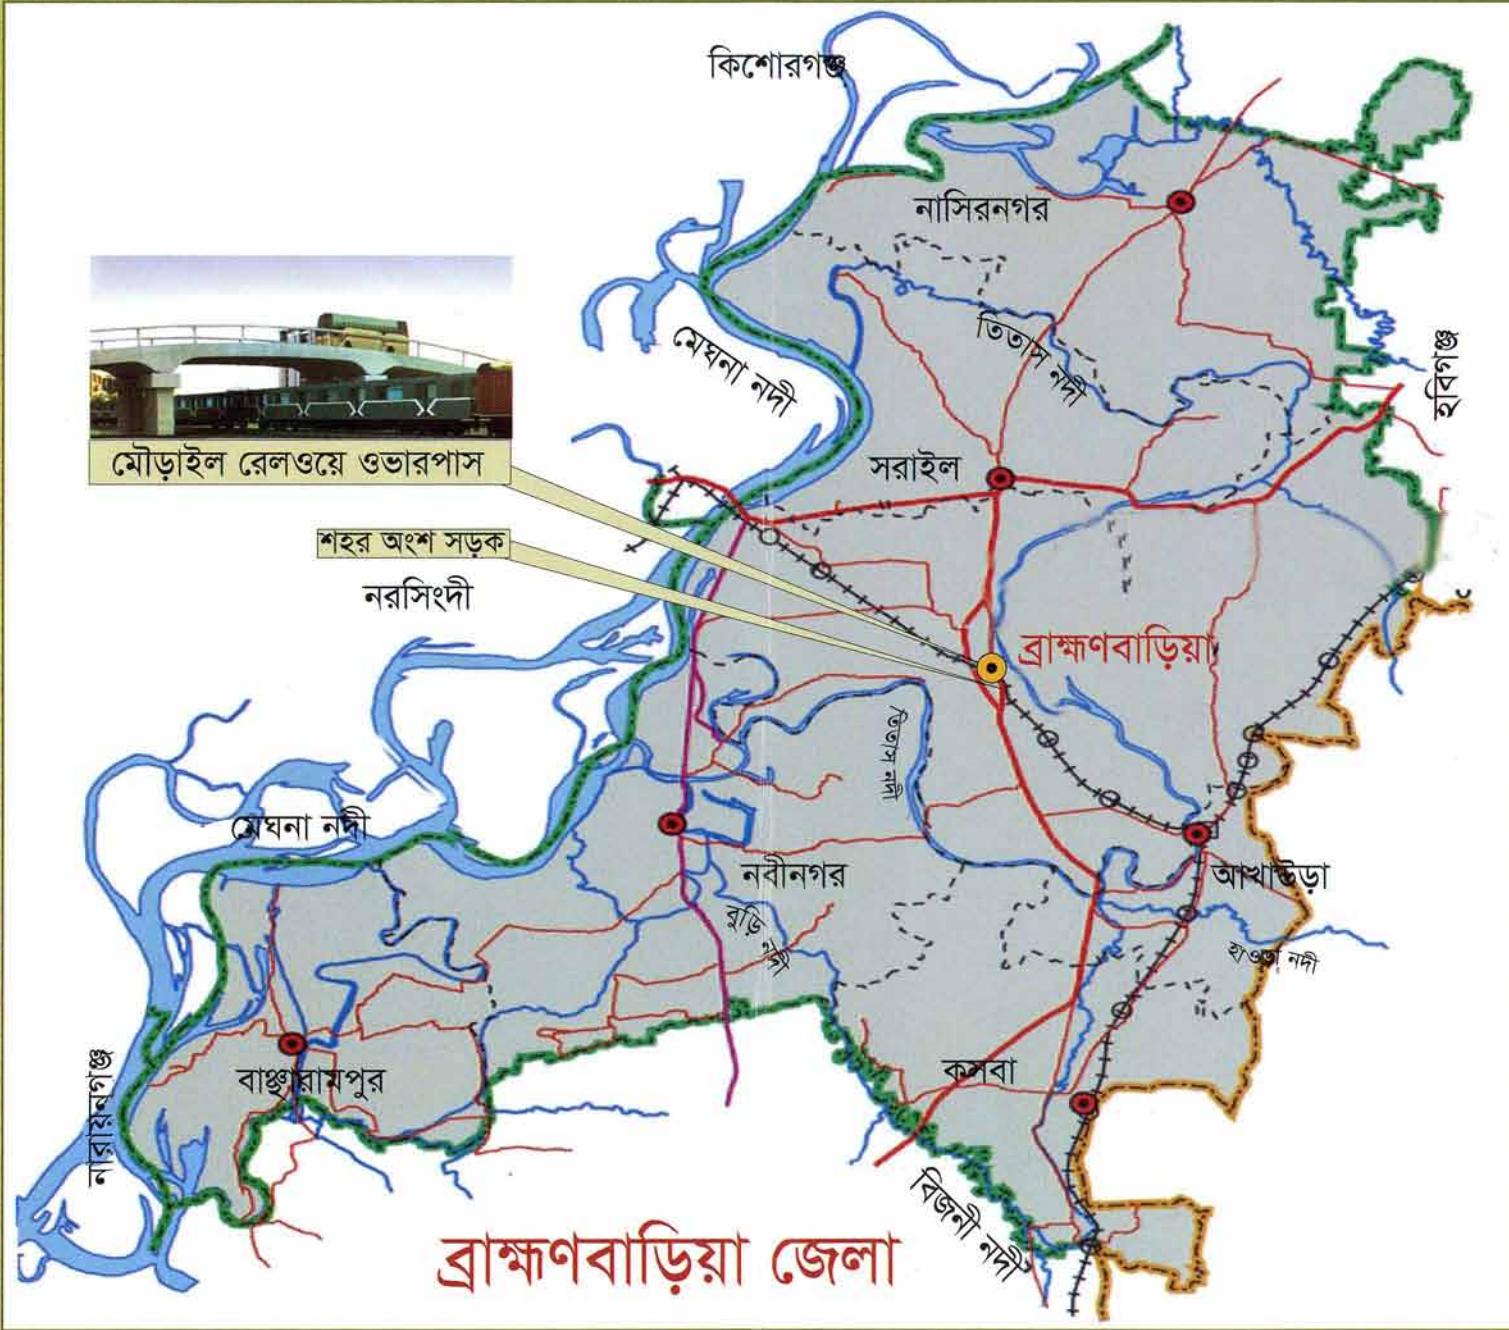 কিশোরগঞ্জ
নাসিরনগর
তিতাস নদী
মেঘনা নদী
হবিগঞ্জ
মৌড়াইল রেলওয়ে ওভারপাস
সরাইল
শহর অংশ সড়ক
নরসিংদী
ব্রাহ্মণবাড়িয়া
তিতাস নদী
মেঘনা নদী
নবীনগর
আখাউড়া
বুড়ি নদী
হাওড়া নদী
কসবা
বাঞ্ছারামপুর
নারায়নগঞ্জ
বিজনী নদী
ব্রাহ্মণবাড়িয়া জেলা